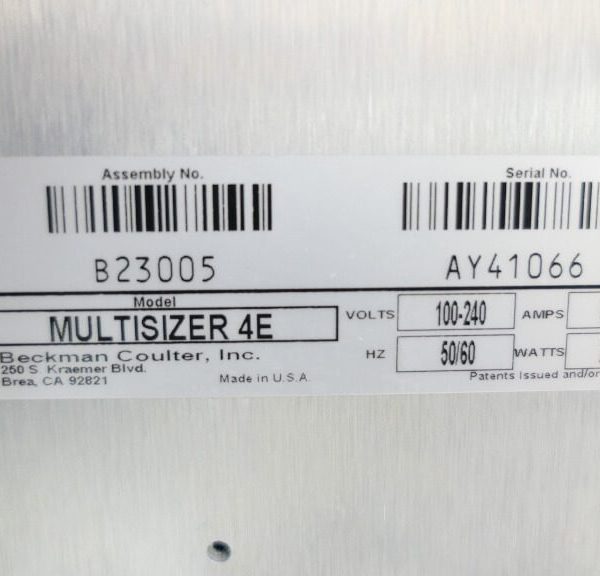 Assembly No. Serial No.
B23005 AY41066
Model
MULTISIZER 4E VOLTS 100-240 AMPS
Beckman Coulter, Inc. HZ 50/60 WATTS
250 S Kraemer Blvd.
Brea, CA 92821 Made in U.S.A. Patents Issued and/or